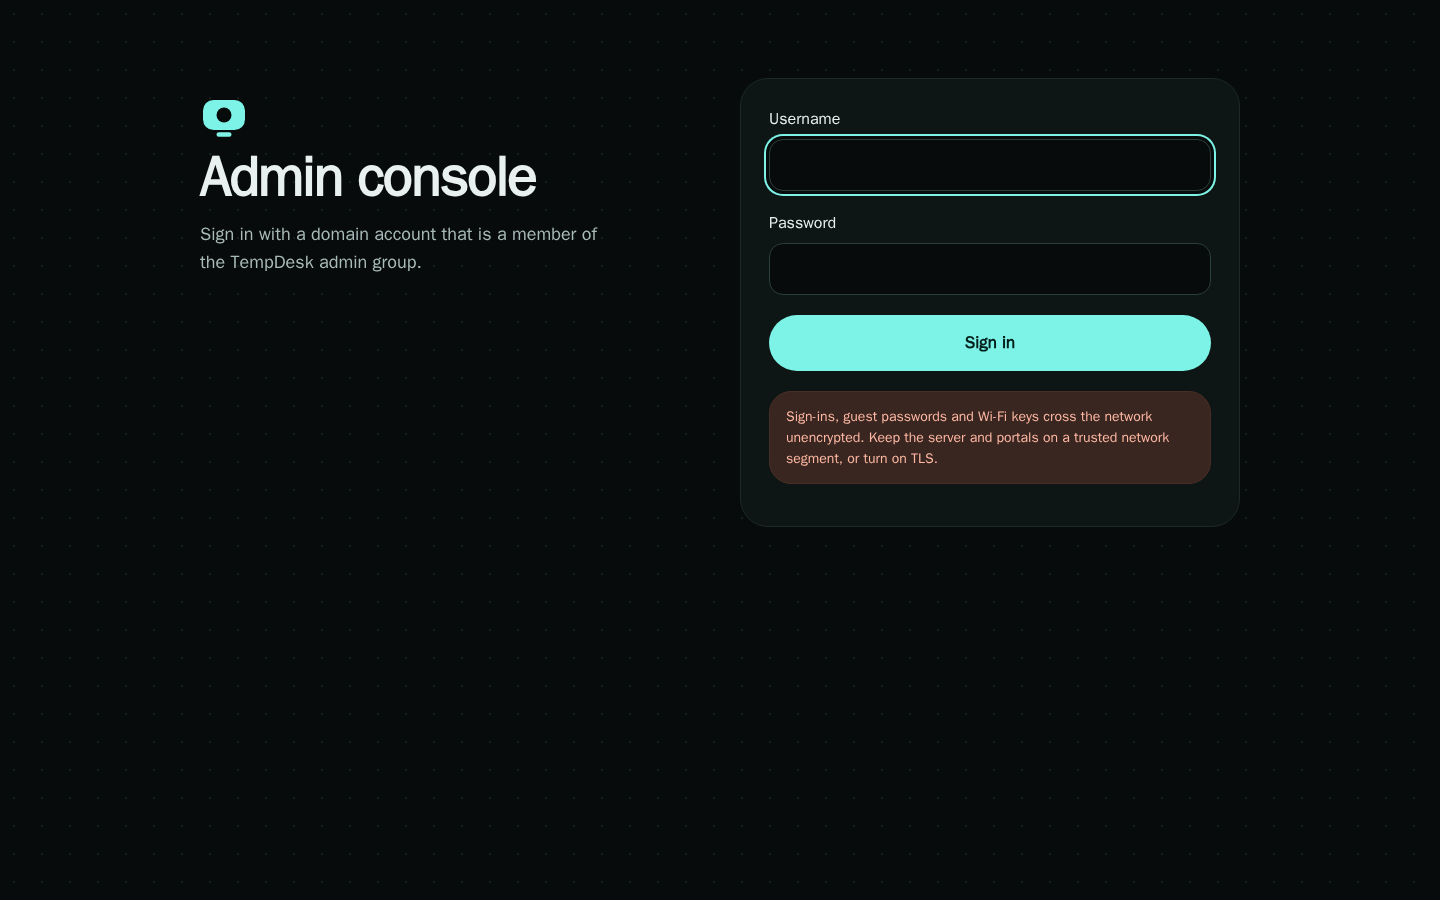 Admin console
Sign in with a domain account that is a member of
the TempDesk admin group.
Username
Password
Sign in
Sign-ins, guest passwords and Wi-Fi keys cross the network
unencrypted. Keep the server and portals on a trusted network
segment, or turn on TLS.